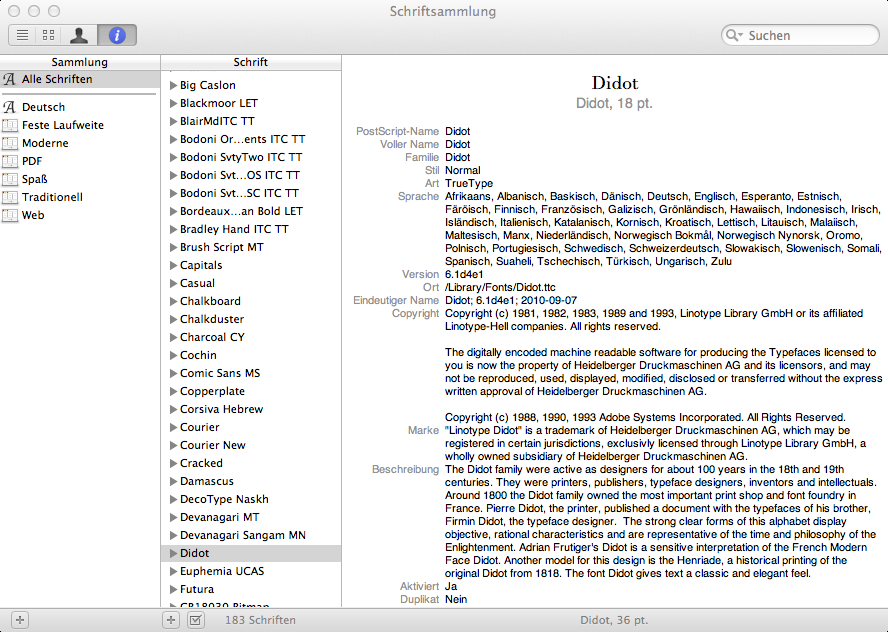 Schriftsammlung
Suchen
Sammlung
Alle Schriften
Deutsch
Feste Laufweite
Moderne
PDF
Spaß
Traditionell
Web
Schrift
Big Caslon
Blackmoor LET
BlairMdITC TT
Bodoni Or...ents ITC TT
Bodoni SvtyTwo ITC TT
Bodoni Svt...OS ITC TT
Bodoni Svt...SC ITC TT
Bordeaux...an Bold LET
Bradley Hand ITC TT
Brush Script MT
Capitals
Casual
Chalkboard
Chalkduster
Charcoal CY
Cochin
Comic Sans MS
Copperplate
Corsiva Hebrew
Courier
Courier New
Cracked
Damascus
DecoType Naskh
Devanagari MT
Devanagari Sangam MN
Didot
Euphemia UCAS
Futura
GB18030 Bitmap
Didot
Didot, 18 pt.
PostScript-Name Didot
Voller Name Didot
Familie Didot
Stil Normal
Art TrueType
Sprache Afrikaans, Albanisch, Baskisch, Dänisch, Deutsch, Englisch, Esperanto, Estnisch,
Färöisch, Finnisch, Französisch, Galizisch, Grönländisch, Hawaiisch, Indonesisch, Irisch,
Isländisch, Italienisch, Katalanisch, Kornisch, Kroatisch, Lettisch, Litauisch, Malaiisch,
Maltesisch, Manx, Niederländisch, Norwegisch Bokmål, Norwegisch Nynorsk, Oromo,
Polnisch, Portugiesisch, Schwedisch, Schweizerdeutsch, Slowakisch, Slowenisch, Somali,
Spanisch, Suaheli, Tschechisch, Türkisch, Ungarisch, Zulu
Version 6.1d4e1
Ort /Library/Fonts/Didot.ttc
Eindeutiger Name Didot; 6.1d4e1; 2010-09-07
Copyright Copyright (c) 1981, 1982, 1983, 1989 and 1993, Linotype Library GmbH or its affiliated
Linotype-Hell companies. All rights reserved.
The digitally encoded machine readable software for producing the Typefaces licensed to
you is now the property of Heidelberger Druckmaschinen AG and its licensors, and may
not be reproduced, used, displayed, modified, disclosed or transferred without the express
written approval of Heidelberger Druckmaschinen AG.
Copyright (c) 1988, 1990, 1993 Adobe Systems Incorporated. All Rights Reserved.
Marke "Linotype Didot" is a trademark of Heidelberger Druckmaschinen AG, which may be
registered in certain jurisdictions, exclusivly licensed through Linotype Library GmbH, a
wholly owned subsidiary of Heidelberger Druckmaschinen AG.
Beschreibung The Didot family were active as designers for about 100 years in the 18th and 19th
centuries. They were printers, publishers, typeface designers, inventors and intellectuals.
Around 1800 the Didot family owned the most important print shop and font foundry in
France. Pierre Didot, the printer, published a document with the typefaces of his brother,
Firmin Didot, the typeface designer.  The strong clear forms of this alphabet display
objective, rational characteristics and are representative of the time and philosophy of the
Enlightenment. Adrian Frutiger's Didot is a sensitive interpretation of the French Modern
Face Didot. Another model for this design is the Henriade, a historical printing of the
original Didot from 1818. The font Didot gives text a classic and elegant feel.
Aktiviert Ja
Duplikat Nein
183 Schriften
Didot, 36 pt.